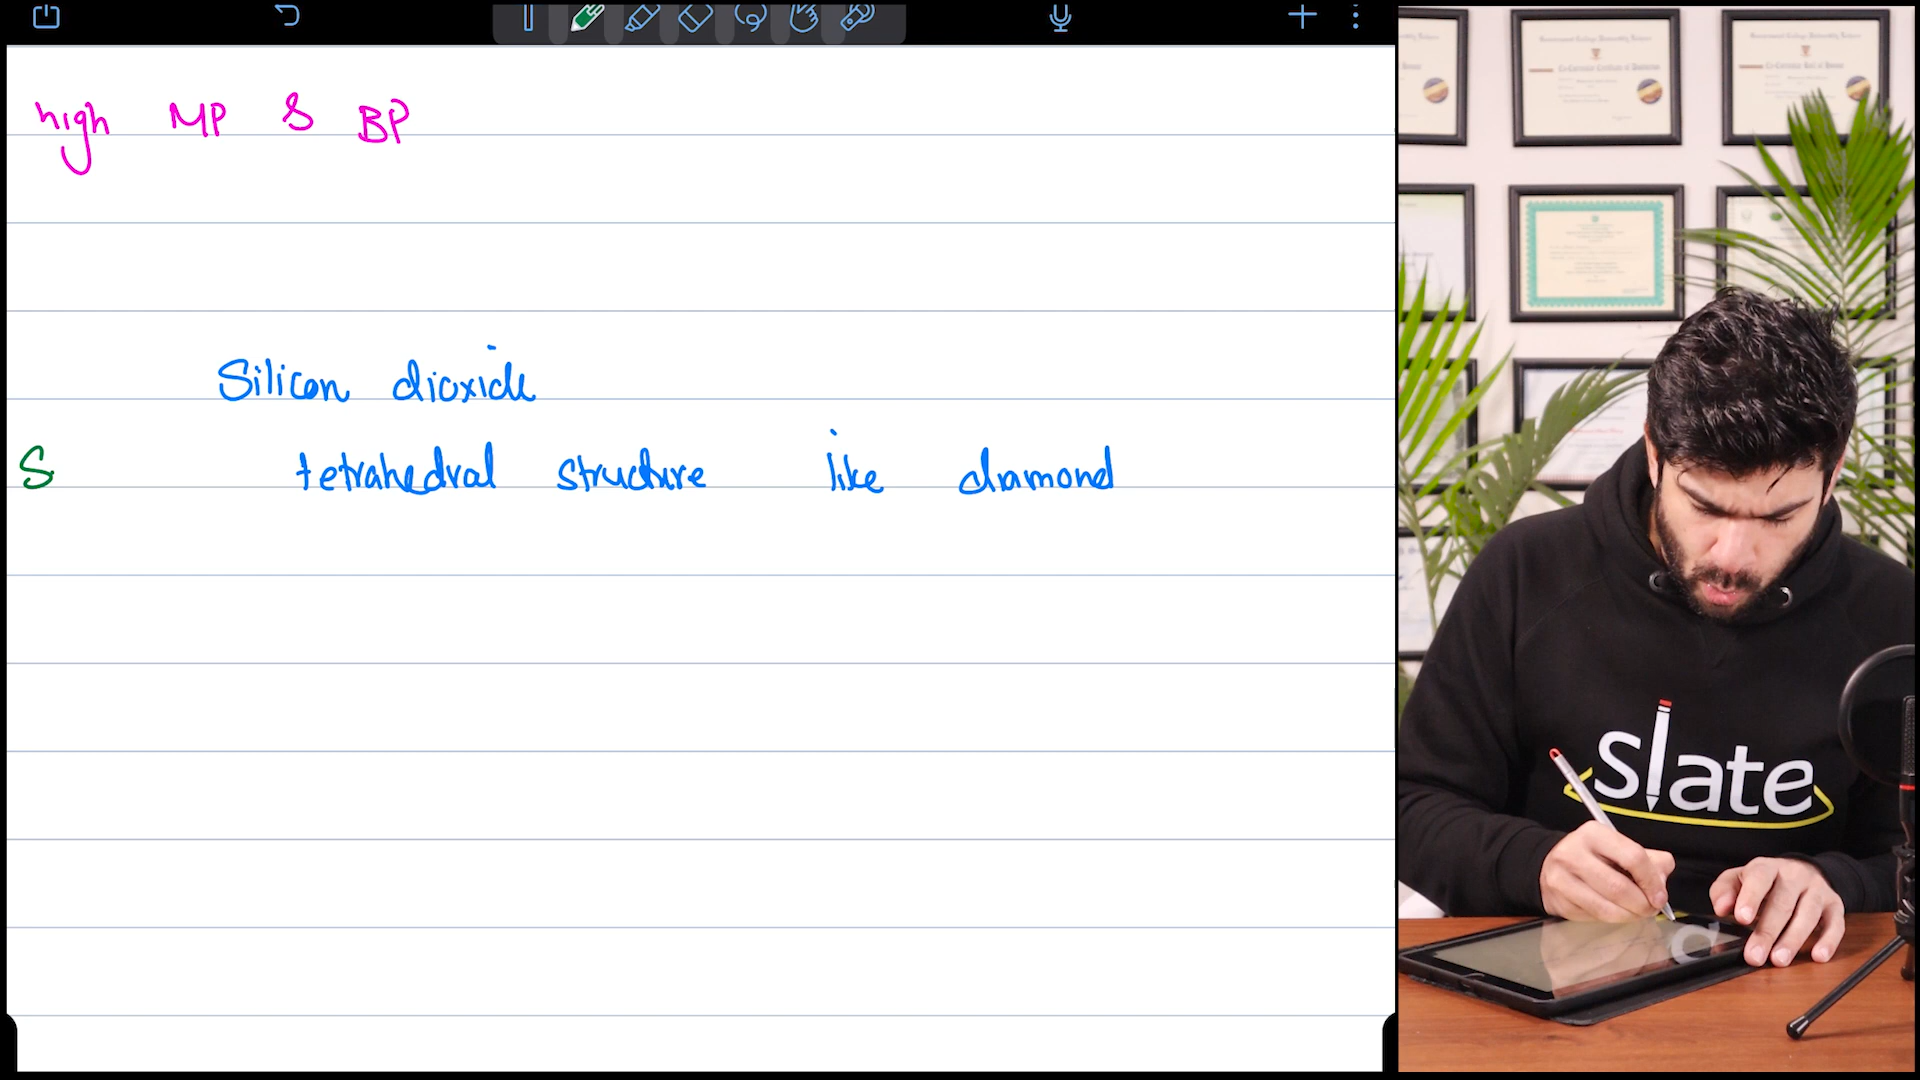 high MP & BP
Silicon dioxide
S tetrahedral structure like diamond
slate